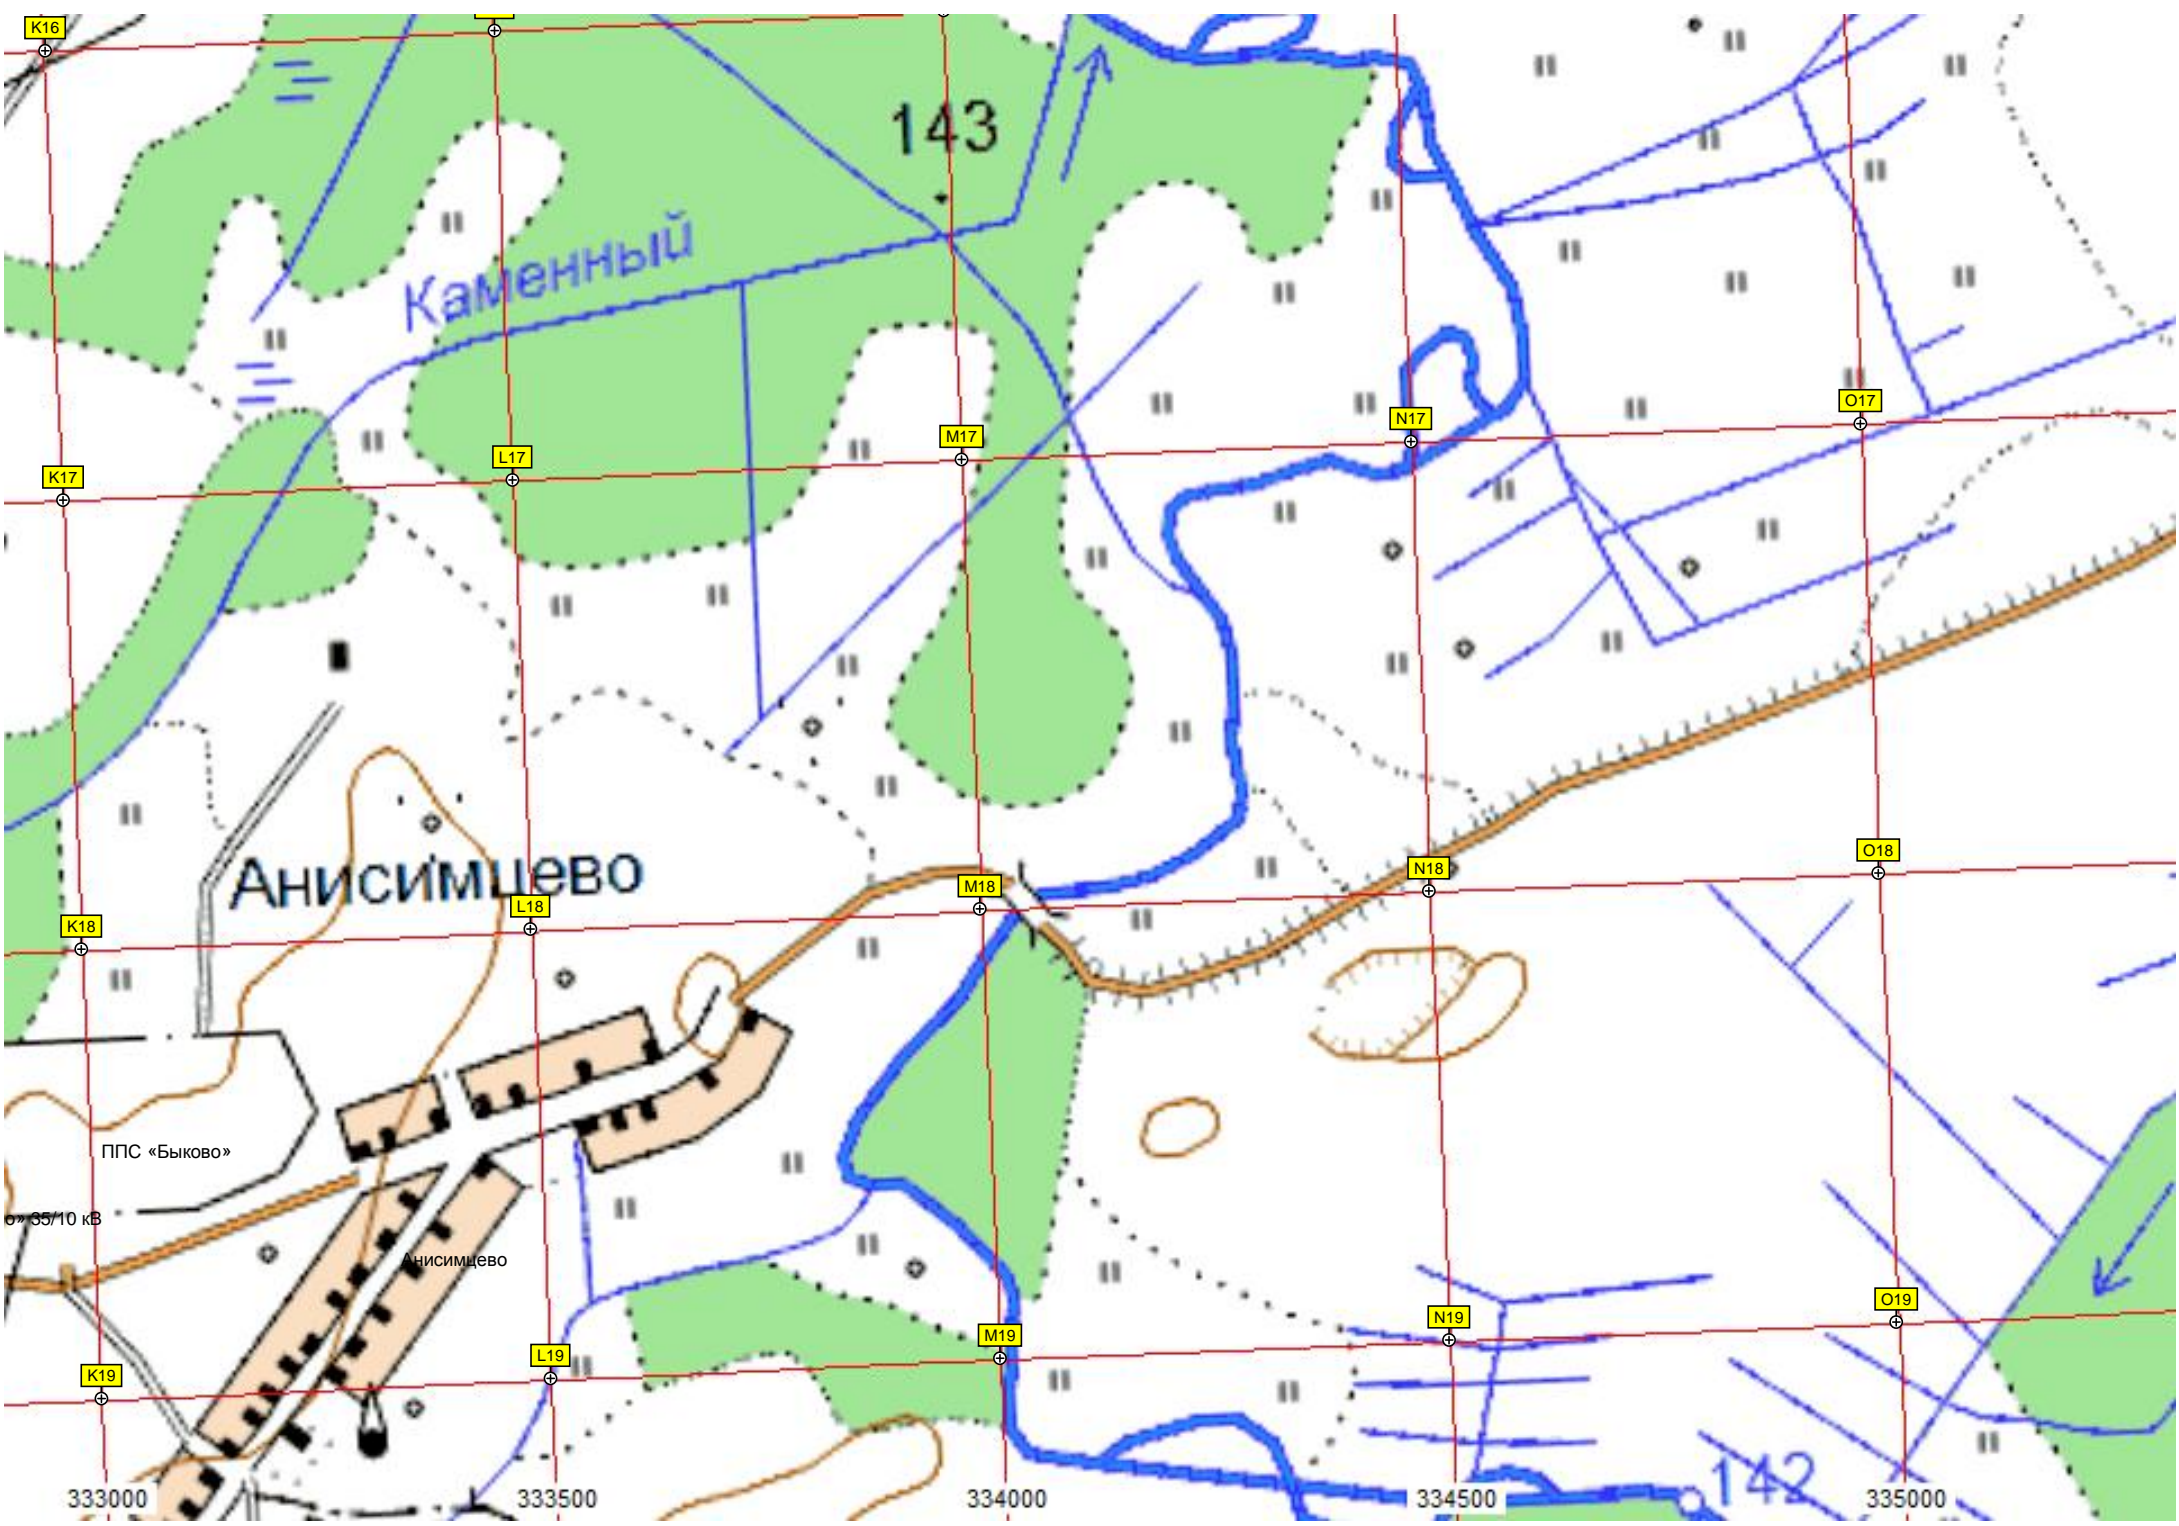 K16
143
Каменный
O17
N17
M17
L17
K17
O18
N18
Анисимцево
M18
L18
K18
ППС «Быково»
о» 35/10 кВ
Анисимцево
O19
N19
M19
L19
K19
142
333000
333500
334000
334500
335000